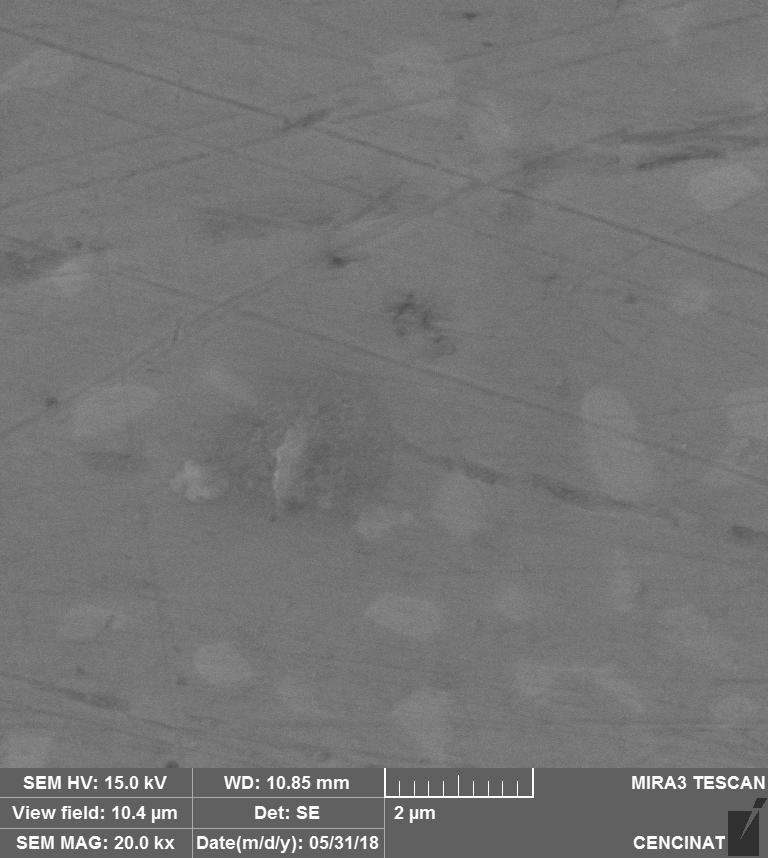 SEM HV: 15.0 kV WD: 10.85 mm MIRA3 TESCAN
View field: 10.4 µm Det: SE 2 µm
SEM MAG: 20.0 kx Date(m/d/y): 05/31/18 CENCINAT